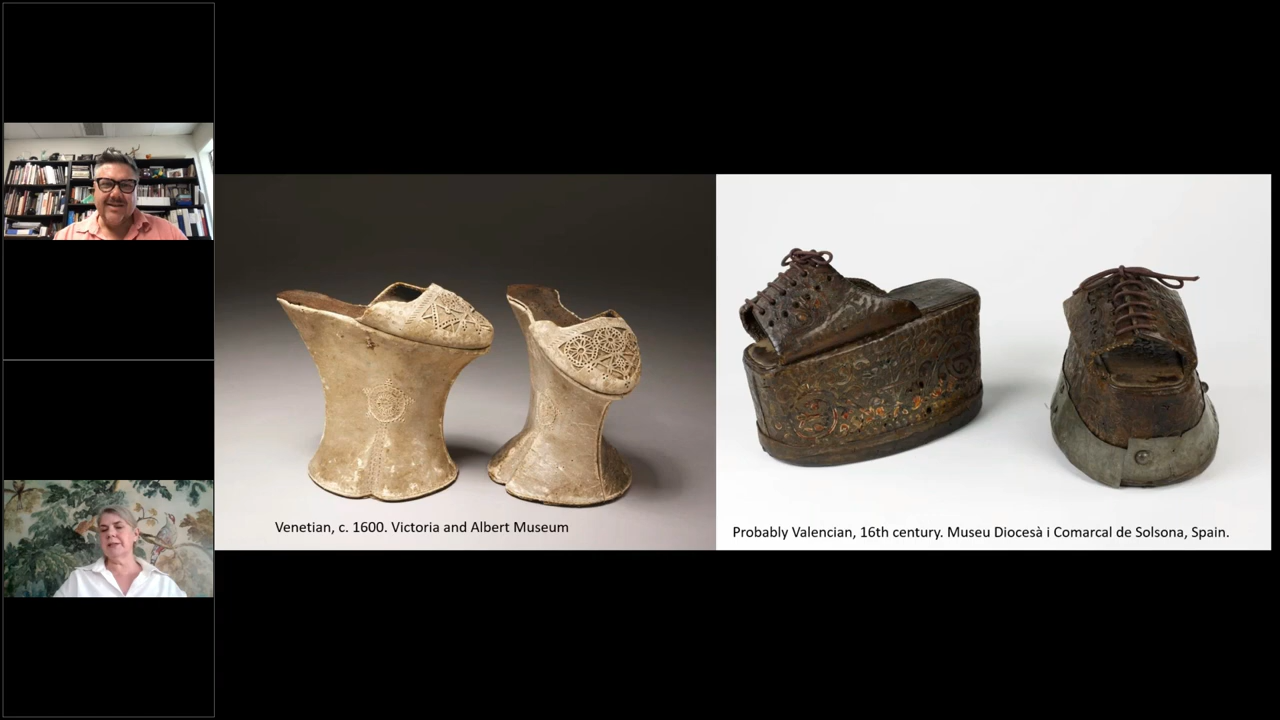 Venetian, c. 1600. Victoria and Albert Museum
Probably Valencian, 16th century. Museu Diocesà i Comarcal de Solsona, Spain.